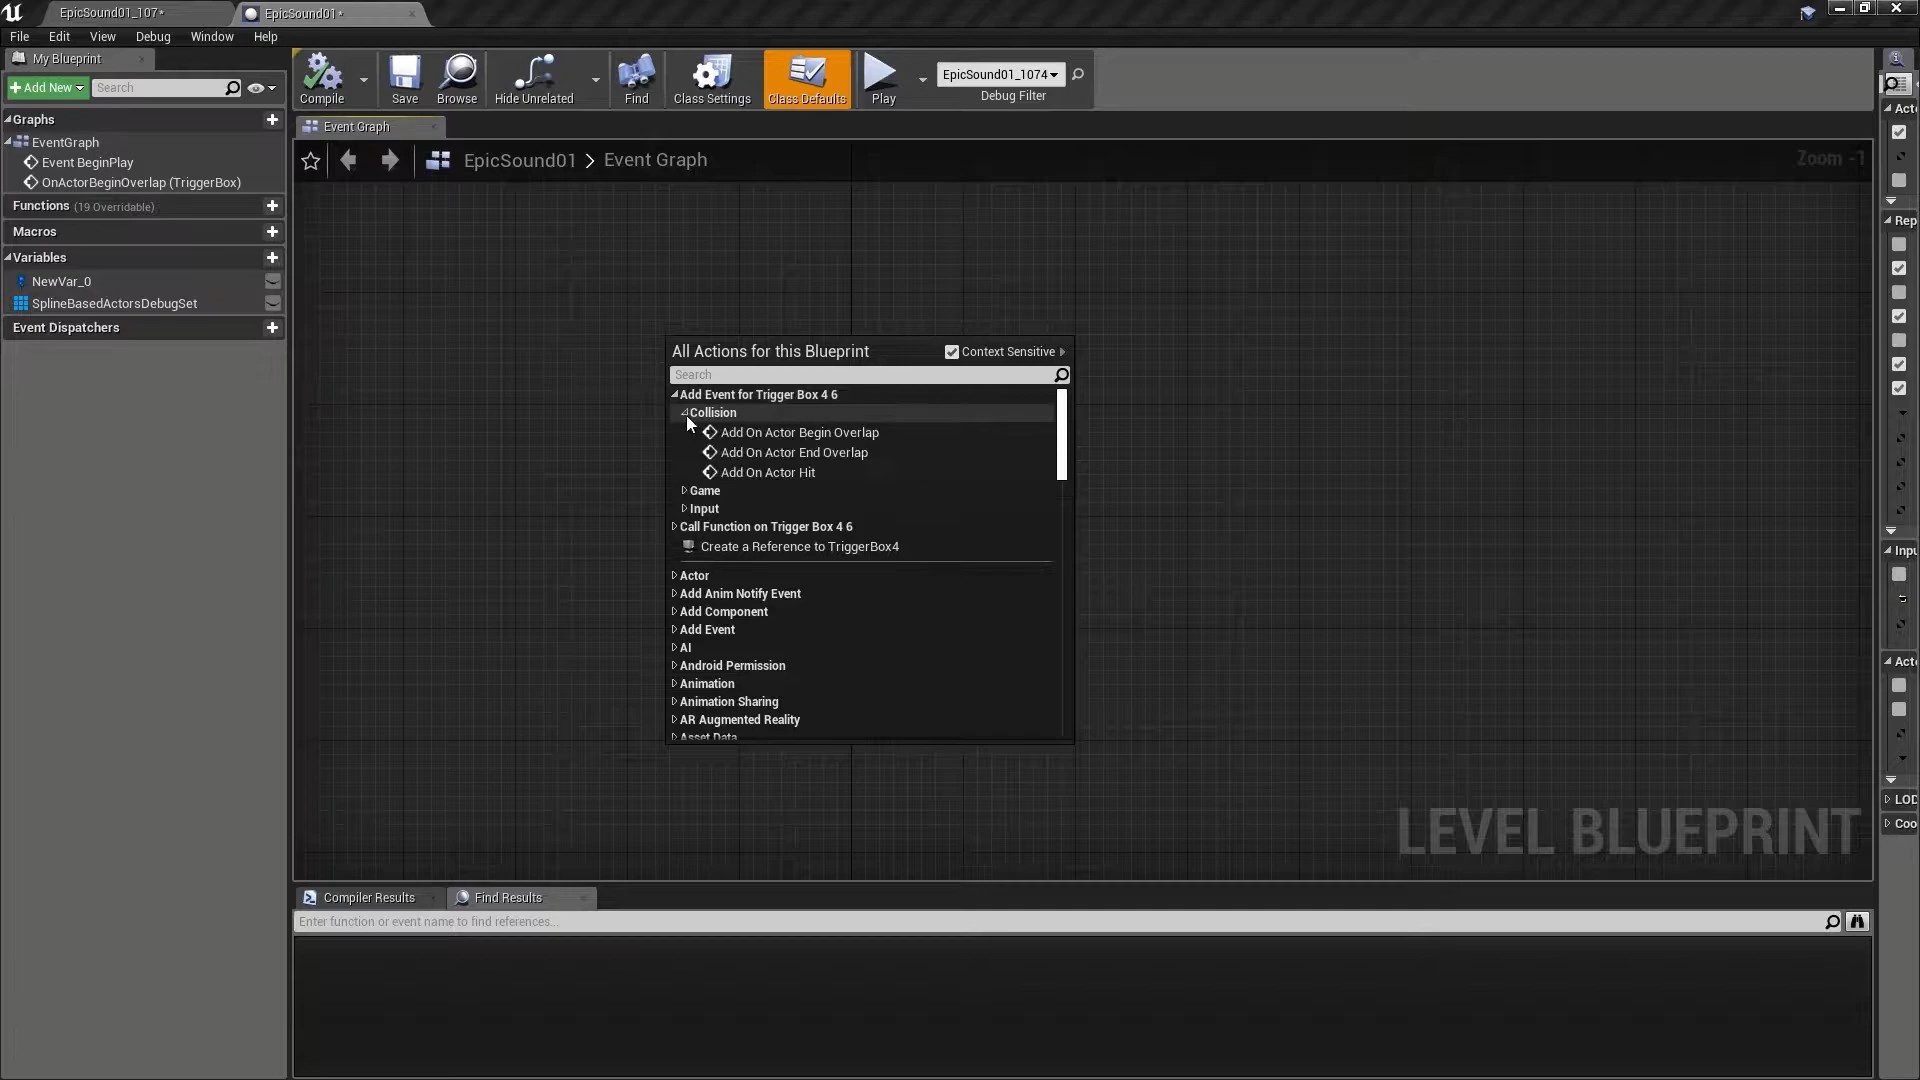 EpicSound01_107*
EpicSound01*
File Edit View Debug Window Help
My Blueprint
Add New
Search
Compile
Save
Browse
Hide Unrelated
Find
Class Settings
Class Defaults
Play
EpicSound01_1074
Debug Filter
Graphs
EventGraph
Event BeginPlay
OnActorBeginOverlap (TriggerBox)
Functions (19 Overridable)
Macros
Variables
NewVar_0
SplineBasedActorsDebugSet
Event Dispatchers
Event Graph
EpicSound01 > Event Graph
Zoom -1
All Actions for this Blueprint
Context Sensitive
Search
Add Event for Trigger Box 4 6
Collision
Add On Actor Begin Overlap
Add On Actor End Overlap
Add On Actor Hit
Game
Input
Call Function on Trigger Box 4 6
Create a Reference to TriggerBox4
Actor
Add Anim Notify Event
Add Component
Add Event
AI
Android Permission
Animation
Animation Sharing
AR Augmented Reality
Asset Data
LEVEL BLUEPRINT
Compiler Results
Find Results
Enter function or event name to find references...
Acto
Rep
Inpu
Acto
LOD
Coo